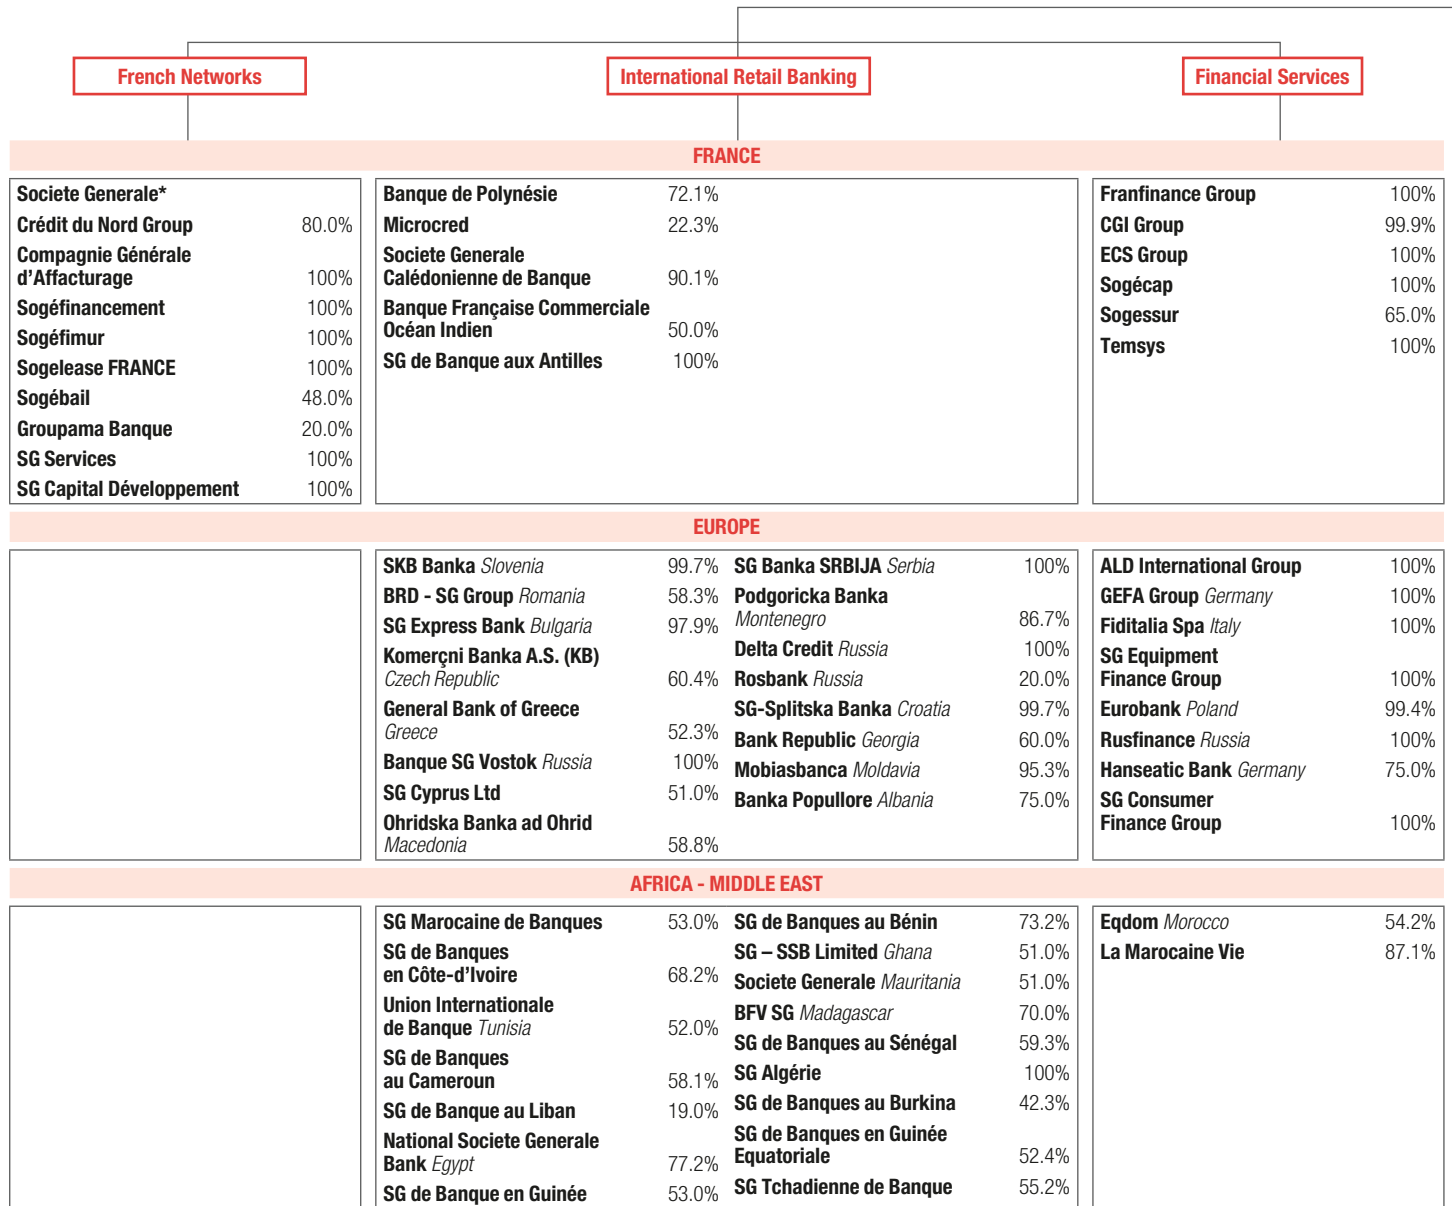 French Networks
International Retail Banking
Financial Services
FRANCE
Societe Generale*
Crédit du Nord Group 80.0%
Compagnie Générale
d’Affacturage 100%
Sogéfinancement 100%
Sogéfimur 100%
Sogelease FRANCE 100%
Sogébail 48.0%
Groupama Banque 20.0%
SG Services 100%
SG Capital Développement 100%
Banque de Polynésie 72.1%
Microcred 22.3%
Societe Generale
Calédonienne de Banque 90.1%
Banque Française Commerciale
Océan Indien 50.0%
SG de Banque aux Antilles 100%
Franfinance Group 100%
CGI Group 99.9%
ECS Group 100%
Sogécap 100%
Sogessur 65.0%
Temsys 100%
EUROPE
SKB Banka Slovenia 99.7%
BRD - SG Group Romania 58.3%
SG Express Bank Bulgaria 97.9%
Komerçni Banka A.S. (KB)
Czech Republic 60.4%
General Bank of Greece
Greece 52.3%
Banque SG Vostok Russia 100%
SG Cyprus Ltd 51.0%
Ohridska Banka ad Ohrid
Macedonia 58.8%
SG Banka SRBIJA Serbia 100%
Podgoricka Banka
Montenegro 86.7%
Delta Credit Russia 100%
Rosbank Russia 20.0%
SG-Splitska Banka Croatia 99.7%
Bank Republic Georgia 60.0%
Mobiasbanca Moldavia 95.3%
Banka Popullore Albania 75.0%
ALD International Group 100%
GEFA Group Germany 100%
Fiditalia Spa Italy 100%
SG Equipment
Finance Group 100%
Eurobank Poland 99.4%
Rusfinance Russia 100%
Hanseatic Bank Germany 75.0%
SG Consumer
Finance Group 100%
AFRICA - MIDDLE EAST
SG Marocaine de Banques 53.0%
SG de Banques
en Côte-d’Ivoire 68.2%
Union Internationale
de Banque Tunisia 52.0%
SG de Banques
au Cameroun 58.1%
SG de Banque au Liban 19.0%
National Societe Generale
Bank Egypt 77.2%
SG de Banque en Guinée 53.0%
SG de Banques au Bénin 73.2%
SG – SSB Limited Ghana 51.0%
Societe Generale Mauritania 51.0%
BFV SG Madagascar 70.0%
SG de Banques au Sénégal 59.3%
SG Algérie 100%
SG de Banques au Burkina 42.3%
SG de Banques en Guinée
Equatoriale 52.4%
SG Tchadienne de Banque 55.2%
Eqdom Morocco 54.2%
La Marocaine Vie 87.1%